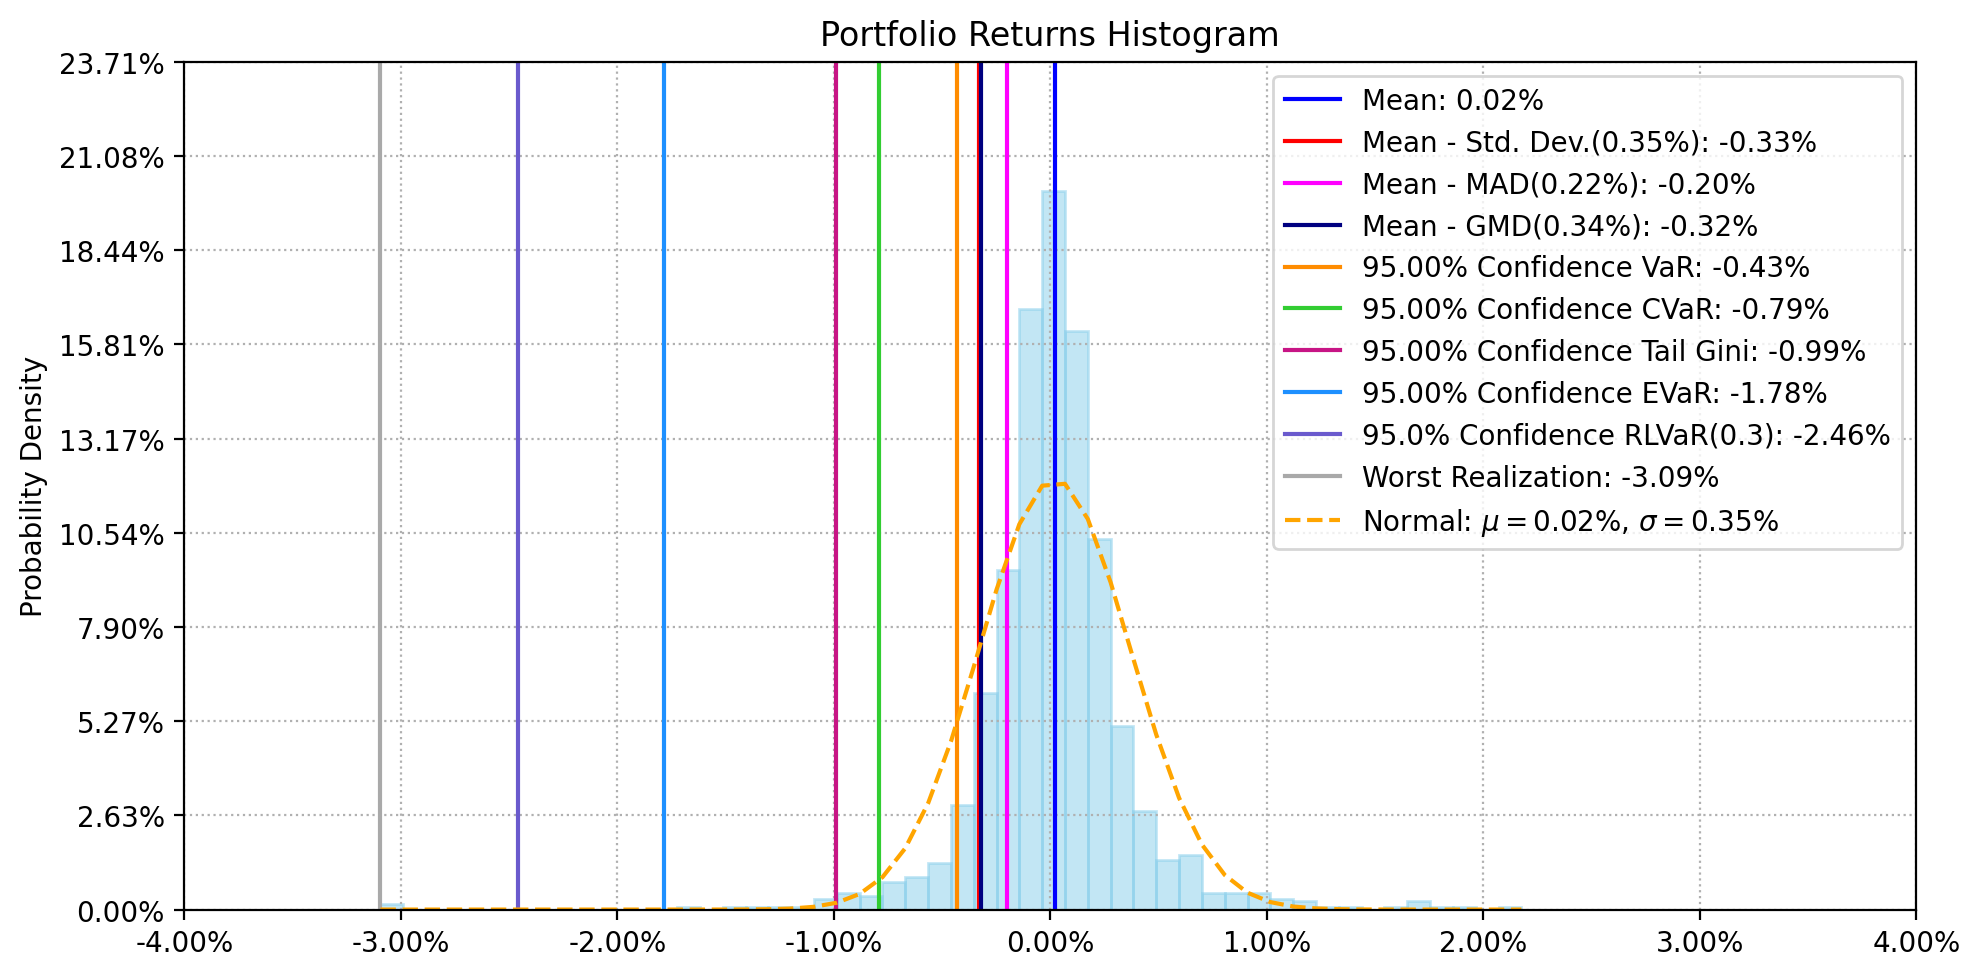 Portfolio Returns Histogram
23.71%
21.08%
18.44%
15.81%
13.17%
10.54%
7.90%
5.27%
2.63%
0.00%
Probability Density
-4.00%
-3.00%
-2.00%
-1.00%
0.00%
1.00%
2.00%
3.00%
4.00%
Mean: 0.02%
Mean - Std. Dev.(0.35%): -0.33%
Mean - MAD(0.22%): -0.20%
Mean - GMD(0.34%): -0.32%
95.00% Confidence VaR: -0.43%
95.00% Confidence CVaR: -0.79%
95.00% Confidence Tail Gini: -0.99%
95.00% Confidence EVaR: -1.78%
95.0% Confidence RLVaR(0.3): -2.46%
Worst Realization: -3.09%
Normal: μ = 0.02%, σ = 0.35%